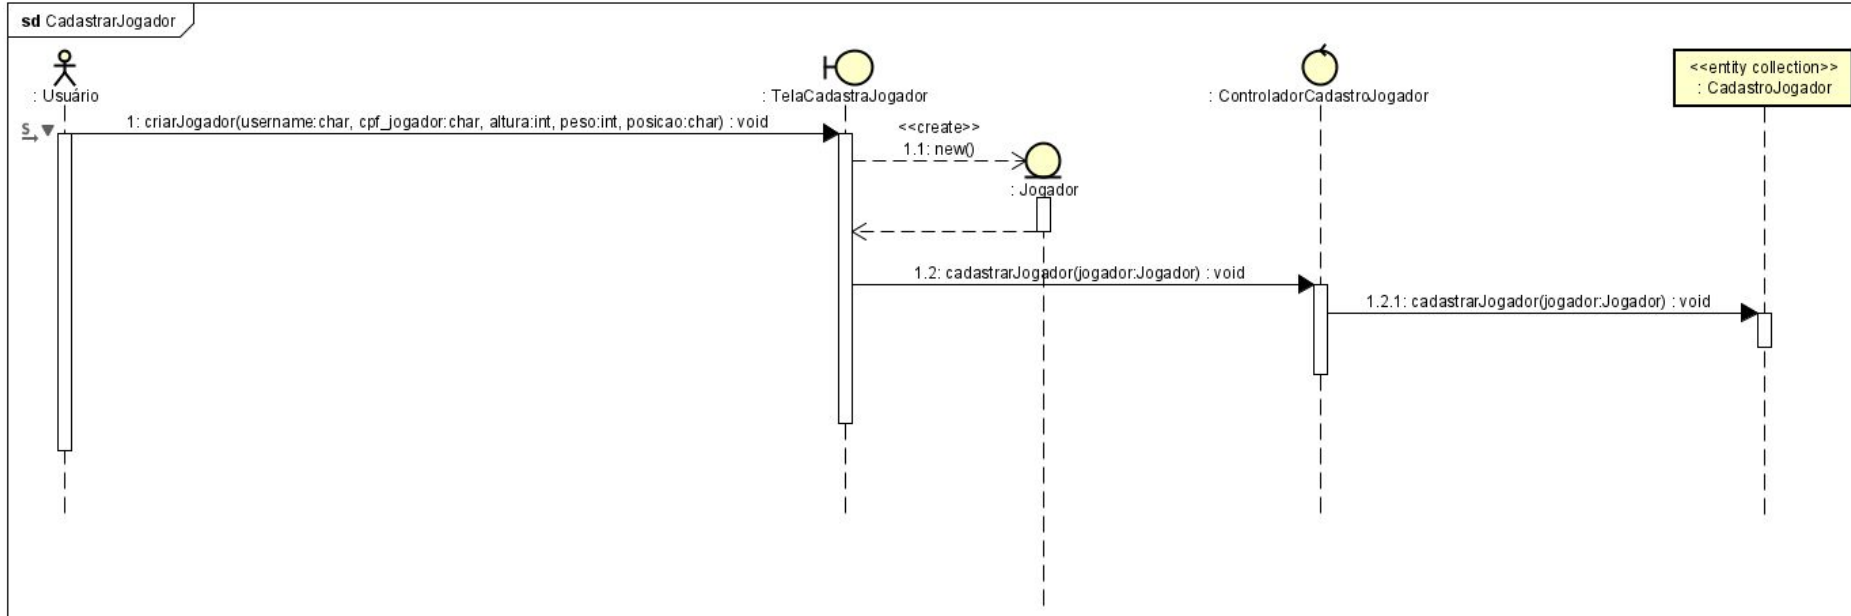 sd CadastrarJogador
: Usuário
: TelaCadastraJogador
: ControladorCadastroJogador
<<entity collection>>
: CadastroJogador
S
1: criarJogador(username:char, cpf_jogador:char, altura:int, peso:int, posicao:char) : void
<<create>>
1.1: new()
: Jogador
1.2: cadastrarJogador(jogador:Jogador) : void
1.2.1: cadastrarJogador(jogador:Jogador) : void